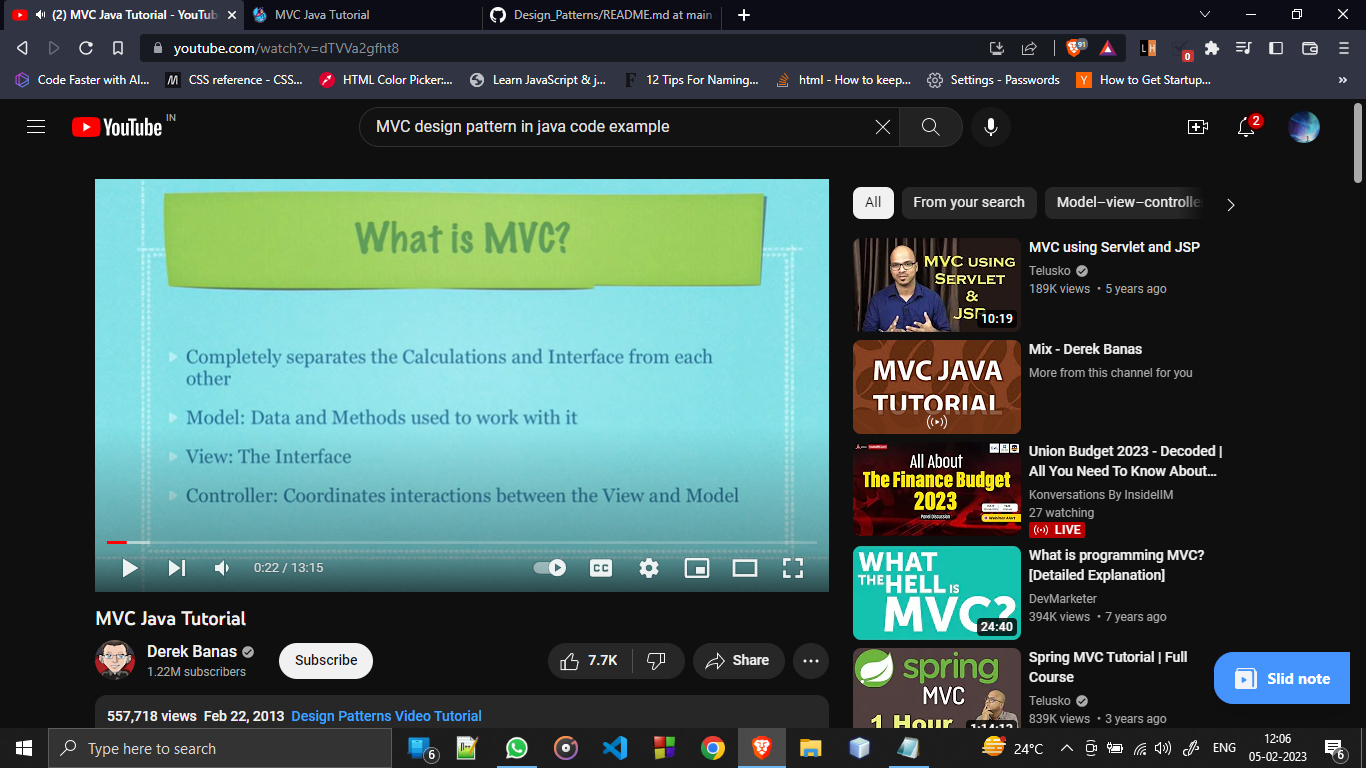 (2) MVC Java Tutorial - YouTub
MVC Java Tutorial
Design_Patterns/README.md at main
youtube.com/watch?v=dTVVa2gfht8
91
LH
0
Code Faster with AI...
CSS reference - CSS...
HTML Color Picker:...
Learn JavaScript & j...
12 Tips For Naming...
html - How to keep...
Settings - Passwords
How to Get Startup...
YouTube IN
MVC design pattern in java code example
2
What is MVC?
Completely separates the Calculations and Interface from each
other
Model: Data and Methods used to work with it
View: The Interface
Controller: Coordinates interactions between the View and Model
0:22 / 13:15
CC
MVC Java Tutorial
Derek Banas
1.22M subscribers
Subscribe
7.7K
Share
557,718 views Feb 22, 2013 Design Patterns Video Tutorial
All
From your search
Model–view–controlle
MVC USING
SERVLET
&
JSP
10:19
MVC using Servlet and JSP
Telusko
189K views • 5 years ago
MVC JAVA
TUTORIAL
Mix - Derek Banas
More from this channel for you
All About
The Finance Budget
2023
Panel Discussion
Union Budget 2023 - Decoded |
All You Need To Know About...
Konversations By InsideIIM
27 watching
LIVE
WHAT
THE HELL IS
MVC?
24:40
What is programming MVC?
[Detailed Explanation]
DevMarketer
394K views • 7 years ago
spring
MVC
1 Hour
1:14:13
Spring MVC Tutorial | Full
Course
Telusko
839K views • 3 years ago
Slid note
Type here to search
6
24°C
ENG
12:06
05-02-2023
6